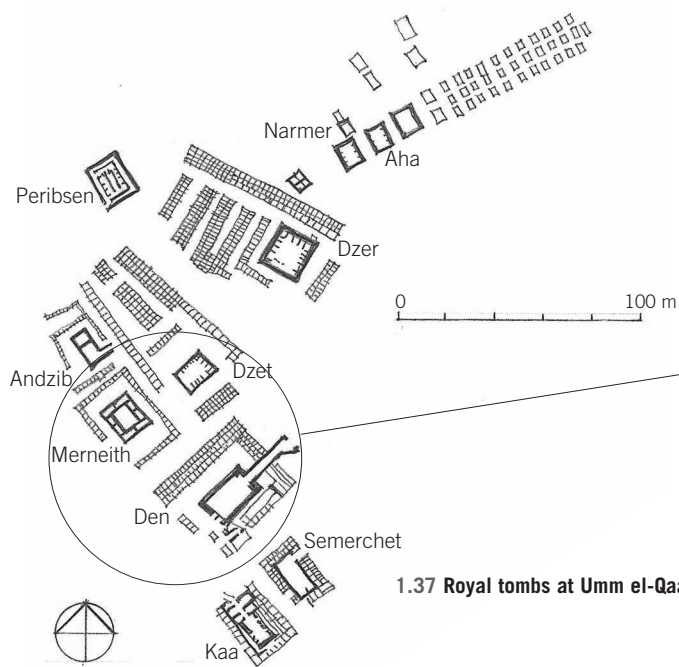 Narmer
Aha
Peribsen
Dzer
0 100 m
Andzib
Dzet
Merneith
Den
Semerchet
1.37 Royal tombs at Umm el-Qaa
Kaa